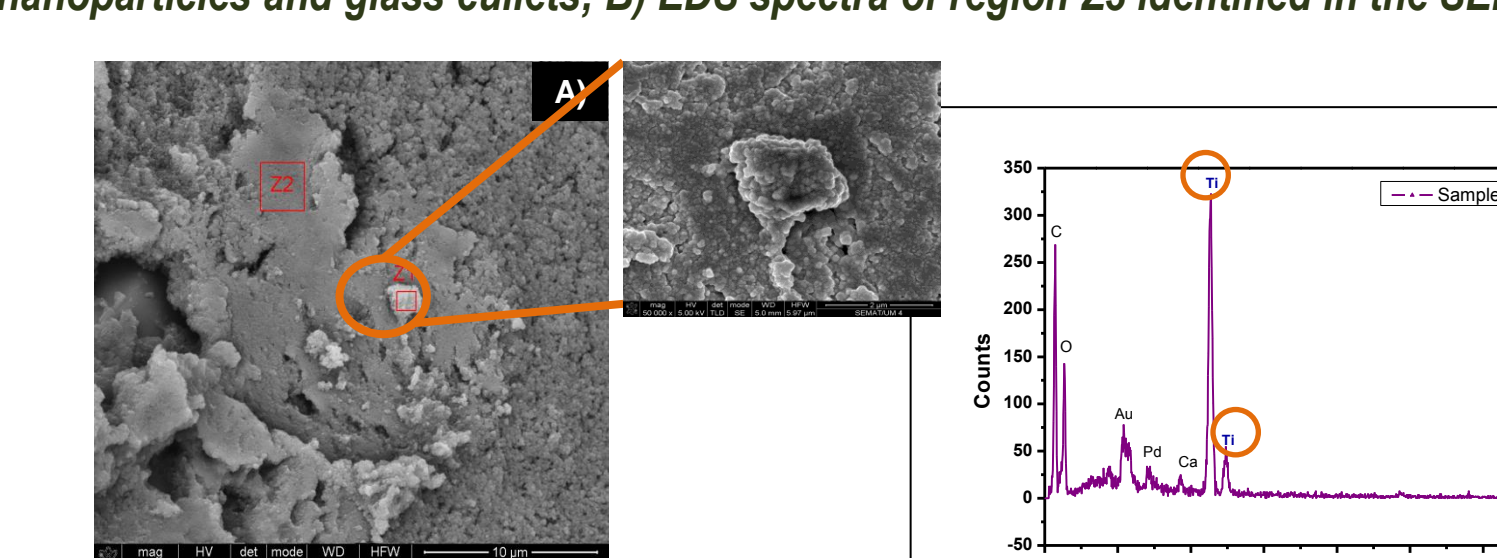 nanoparticles and glass cullets; B) EDS spectra of region Z3 identified in the SE
A)
Z2
Z1
mag HV det mode WD HFW 10 µm
mag HV det mode WD HFW 2 µm
50 000 x 5.00 kV TLD SE 5.0 mm 5.97 µm SEMAT/UM 4
350
300
250
200
150
100
50
0
-50
Counts
Sample
C
O
Au
Pd
Ca
Ti
Ti